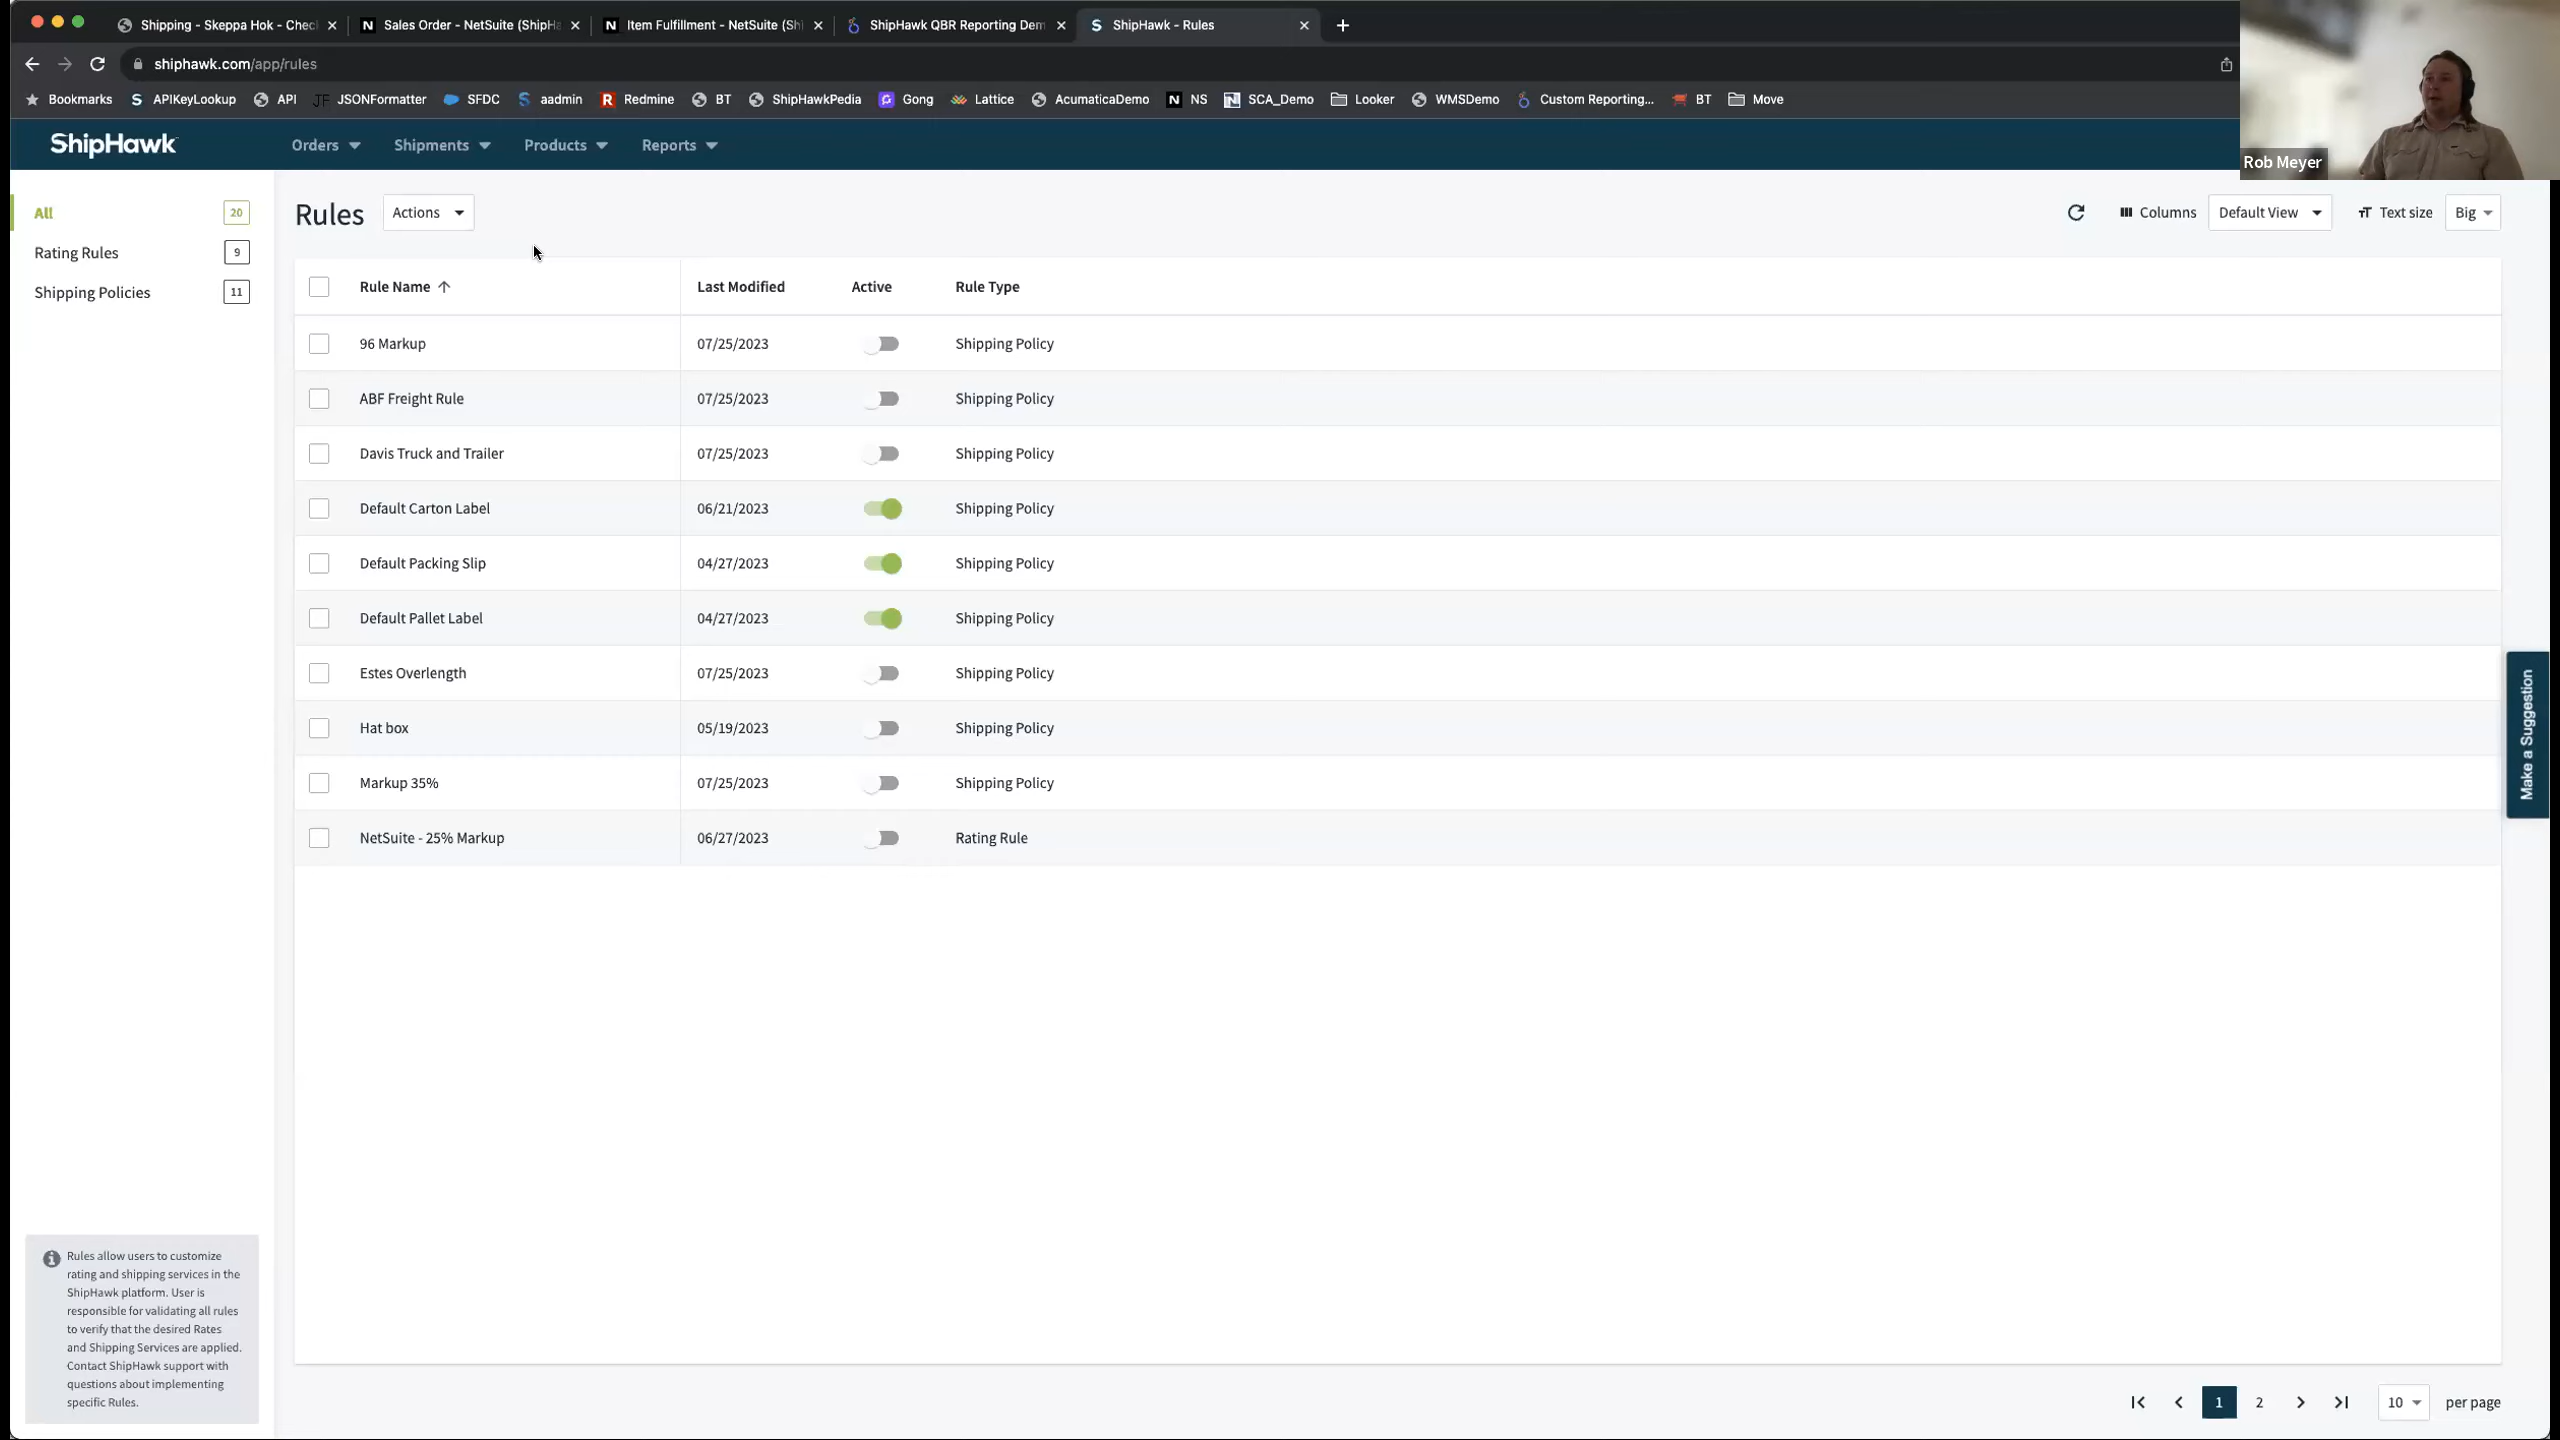 Shipping - Skeppa Hok - Chec
Sales Order - NetSuite (ShipHa
Item Fulfillment - NetSuite (Shi
ShipHawk QBR Reporting Dem
ShipHawk - Rules
shiphawk.com/app/rules
Bookmarks
APIKeyLookup
API
JSONFormatter
SFDC
aadmin
Redmine
BT
ShipHawkPedia
Gong
Lattice
AcumaticaDemo
NS
SCA_Demo
Looker
WMSDemo
Custom Reporting...
BT
Move
ShipHawk
Orders
Shipments
Products
Reports
Rob Meyer
All 20
Rating Rules 9
Shipping Policies 11
Rules
Actions
Columns
Default View
Text size
Big
Rule Name Last Modified Active Rule Type
96 Markup 07/25/2023 Shipping Policy
ABF Freight Rule 07/25/2023 Shipping Policy
Davis Truck and Trailer 07/25/2023 Shipping Policy
Default Carton Label 06/21/2023 Shipping Policy
Default Packing Slip 04/27/2023 Shipping Policy
Default Pallet Label 04/27/2023 Shipping Policy
Estes Overlength 07/25/2023 Shipping Policy
Hat box 05/19/2023 Shipping Policy
Markup 35% 07/25/2023 Shipping Policy
NetSuite - 25% Markup 06/27/2023 Rating Rule
Make a Suggestion
Rules allow users to customize
rating and shipping services in the
ShipHawk platform. User is
responsible for validating all rules
to verify that the desired Rates
and Shipping Services are applied.
Contact ShipHawk support with
questions about implementing
specific Rules.
1 2 10 per page